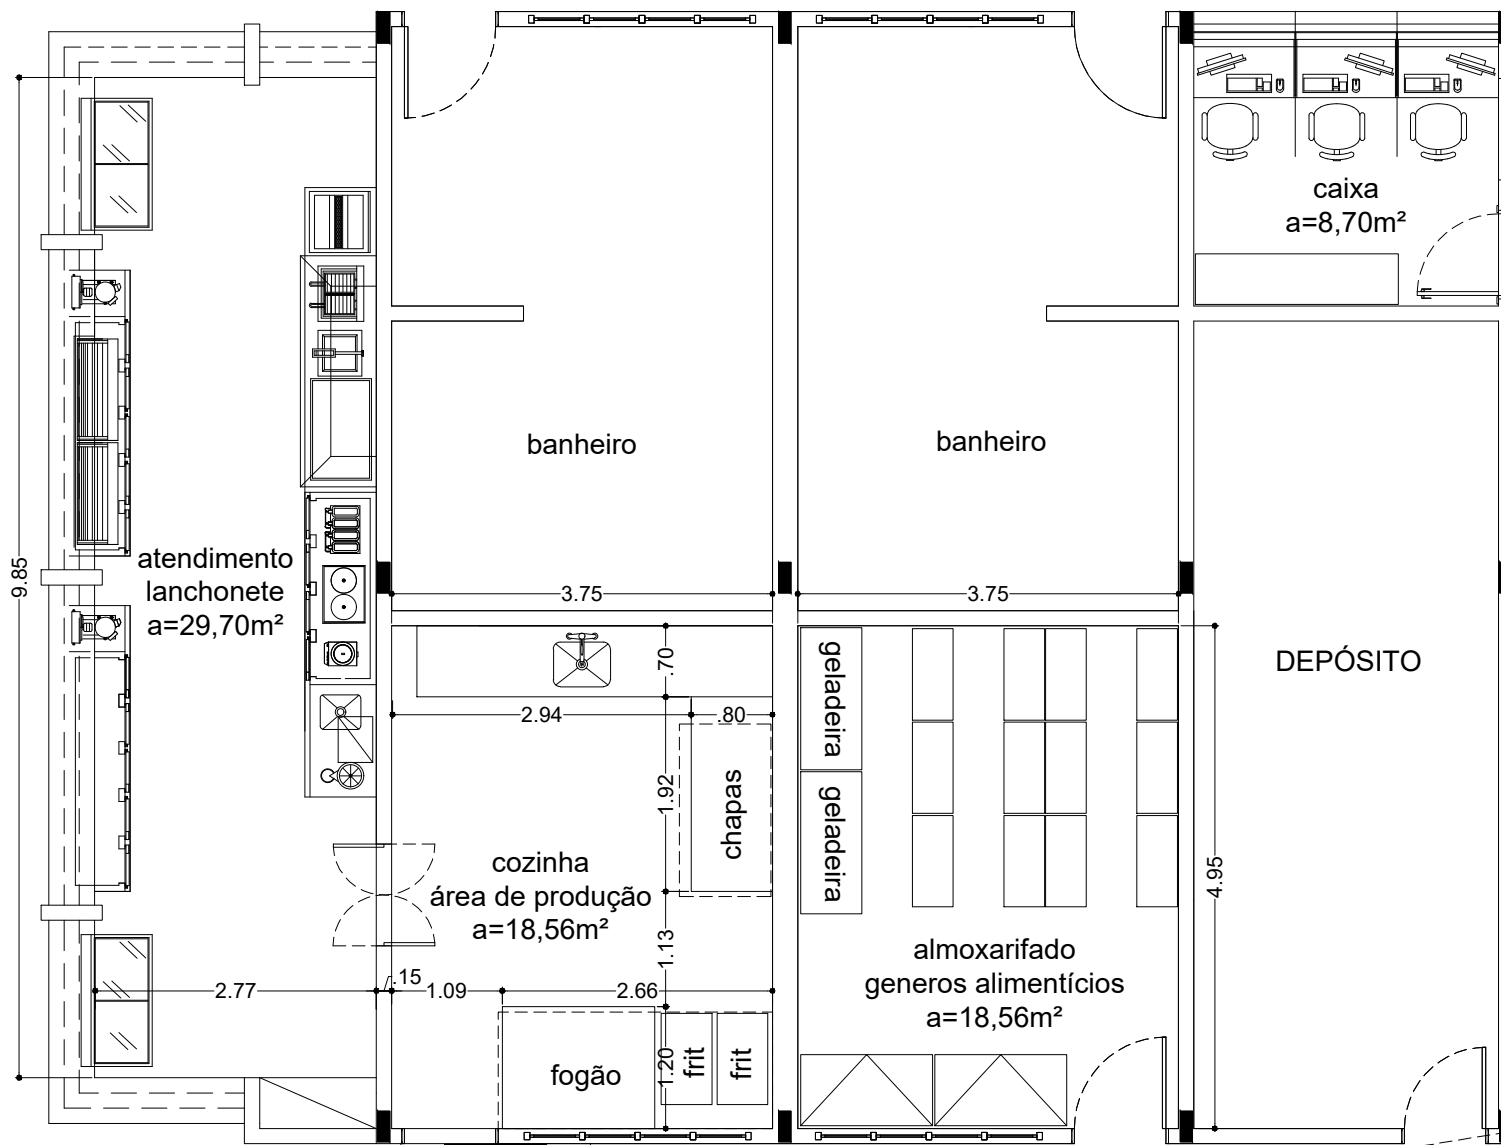 caixa
a=8,70m²
banheiro
banheiro
9.85
atendimento
lanchonete
a=29,70m²
3.75
3.75
.70
geladeira
DEPÓSITO
2.94
.80
1.92
chapas
geladeira
cozinha
área de produção
a=18,56m²
4.95
1.13
almoxarifado
generos alimentícios
a=18,56m²
2.77
.15
1.09
2.66
1.20
fogão
frit
frit